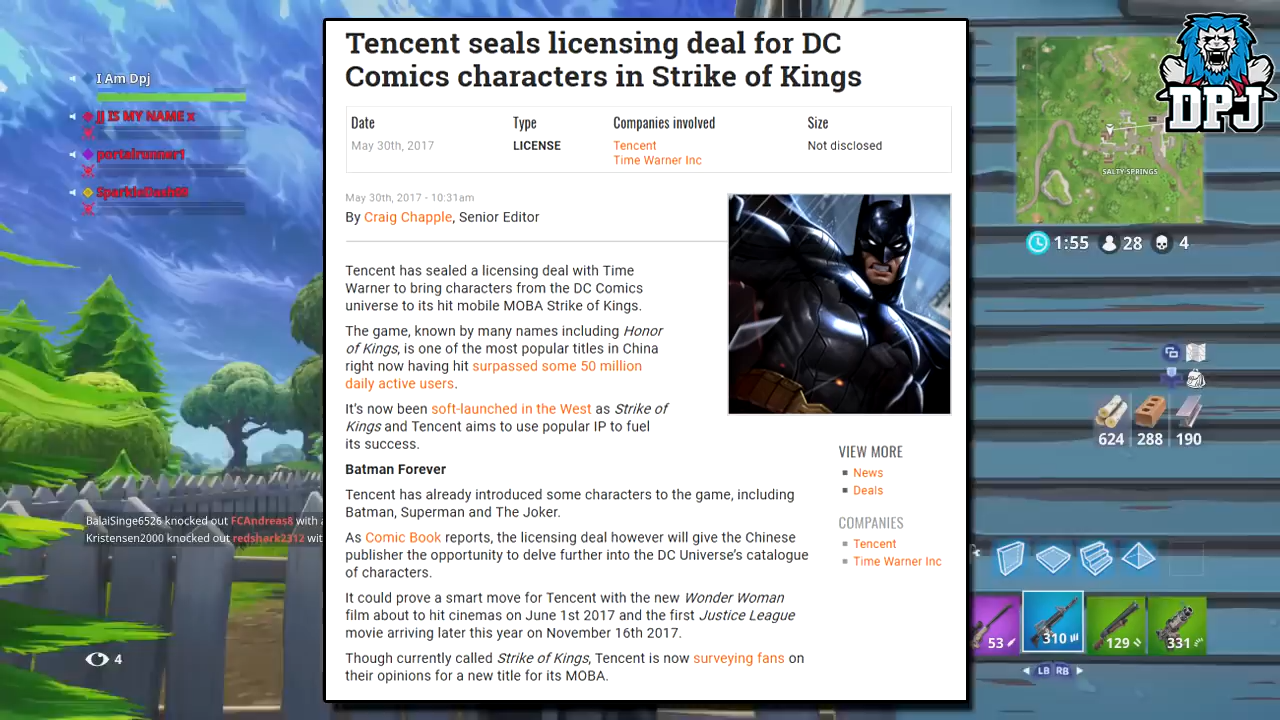 Tencent seals licensing deal for DC
Comics characters in Strike of Kings
Date Type Companies involved Size
May 30th, 2017 LICENSE Tencent Not disclosed
Time Warner Inc
May 30th, 2017 - 10:31am
By Craig Chapple, Senior Editor
Tencent has sealed a licensing deal with Time
Warner to bring characters from the DC Comics
universe to its hit mobile MOBA Strike of Kings.
The game, known by many names including Honor
of Kings, is one of the most popular titles in China
right now having hit surpassed some 50 million
daily active users.
It's now been soft-launched in the West as Strike of
Kings and Tencent aims to use popular IP to fuel
its success.
Batman Forever
Tencent has already introduced some characters to the game, including
Batman, Superman and The Joker.
As Comic Book reports, the licensing deal however will give the Chinese
publisher the opportunity to delve further into the DC Universe's catalogue
of characters.
It could prove a smart move for Tencent with the new Wonder Woman
film about to hit cinemas on June 1st 2017 and the first Justice League
movie arriving later this year on November 16th 2017.
Though currently called Strike of Kings, Tencent is now surveying fans on
their opinions for a new title for its MOBA.
VIEW MORE
News
Deals
COMPANIES
Tencent
Time Warner Inc
I Am Dpj
jj IS MY NAME x
portalrunner1
BalalSinge6526 knocked out FCAndreas8 with a
Kristensen2000 knocked out redshark2312 wit
4
DPJ
SALTY SPRINGS
1:55 28 4
624 288 190
53 310 129 331
LB RB